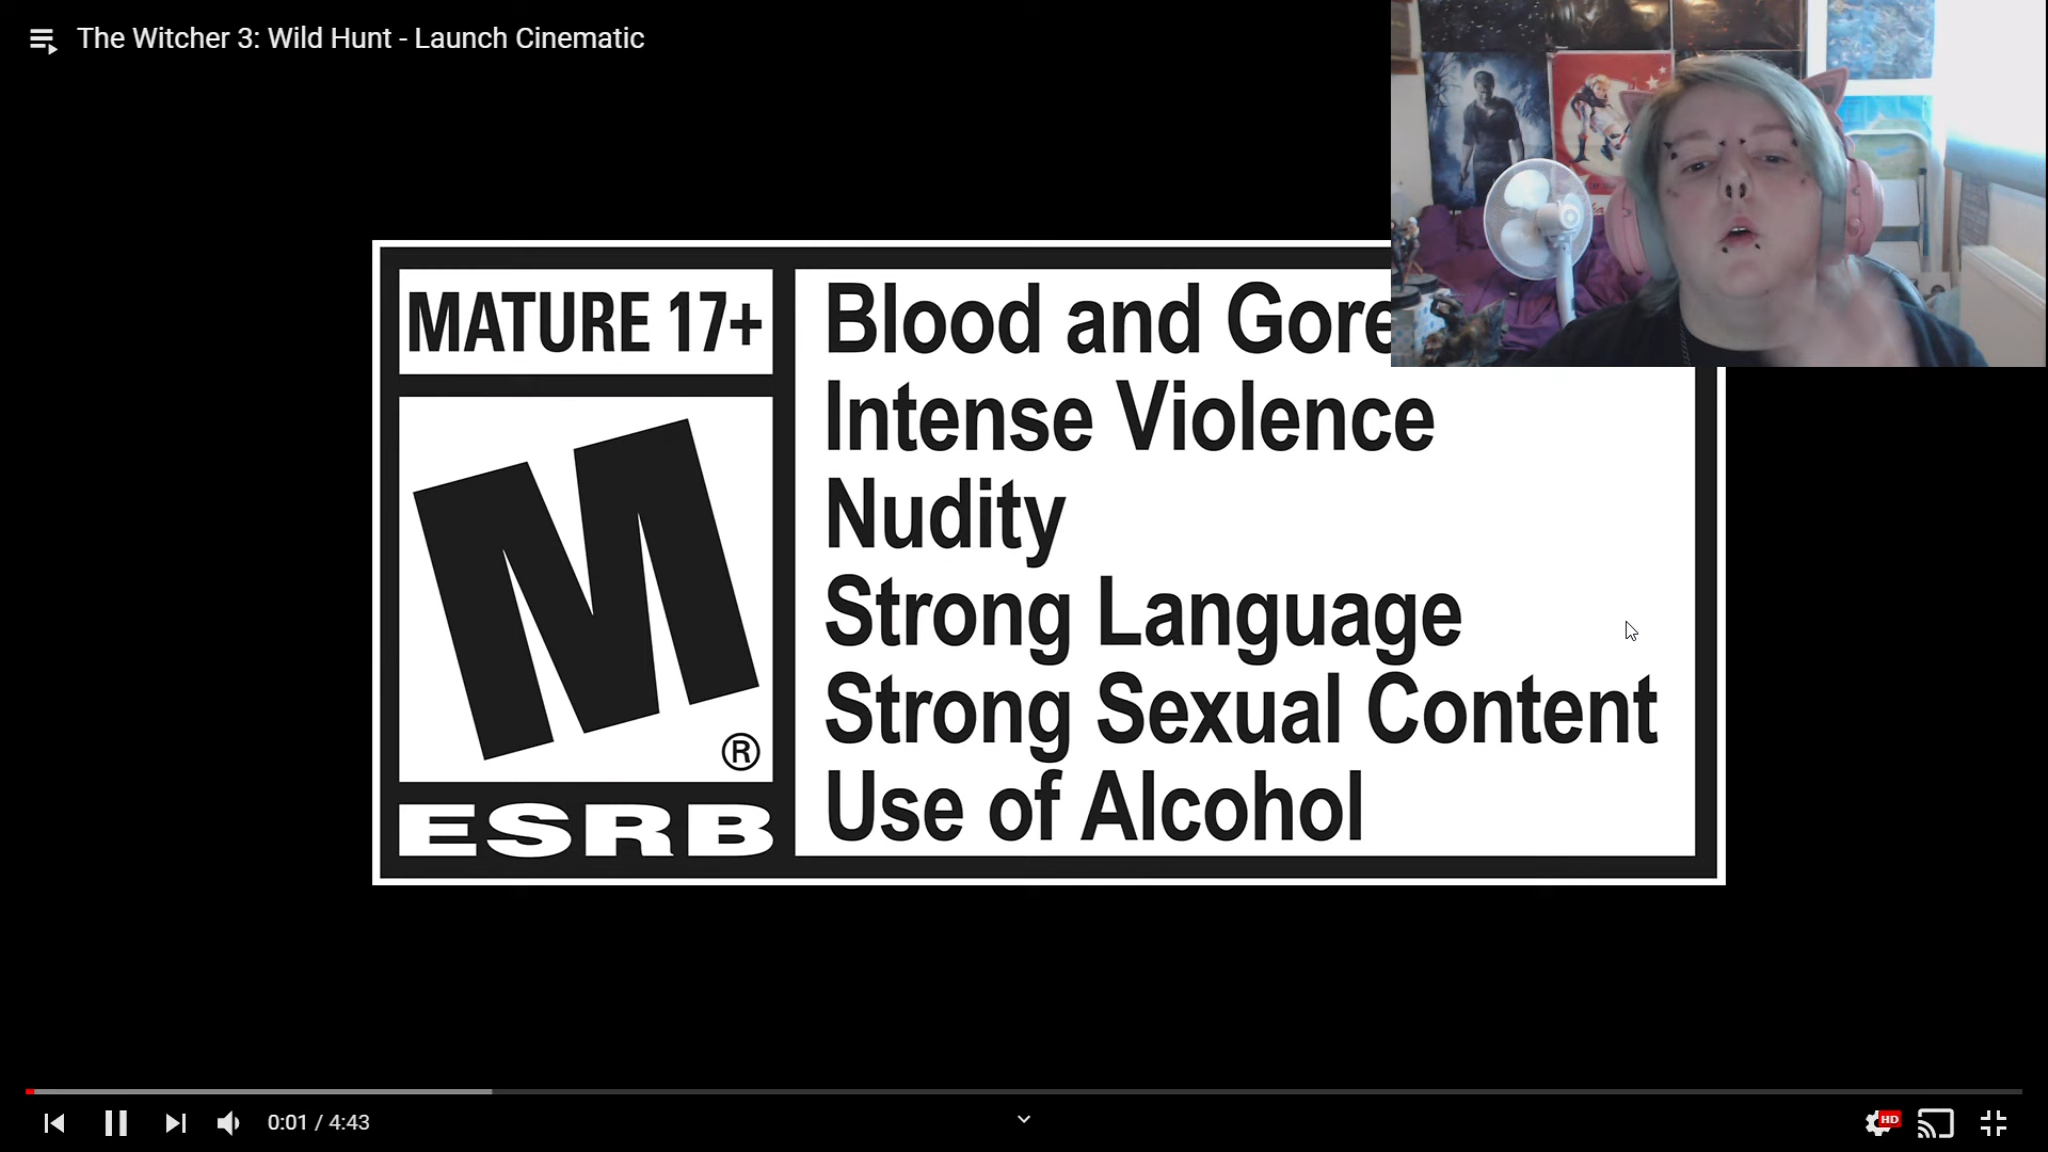 The Witcher 3: Wild Hunt - Launch Cinematic
MATURE 17+
M
®
ESRB
Blood and Gore
Intense Violence
Nudity
Strong Language
Strong Sexual Content
Use of Alcohol
0:01 / 4:43
HD